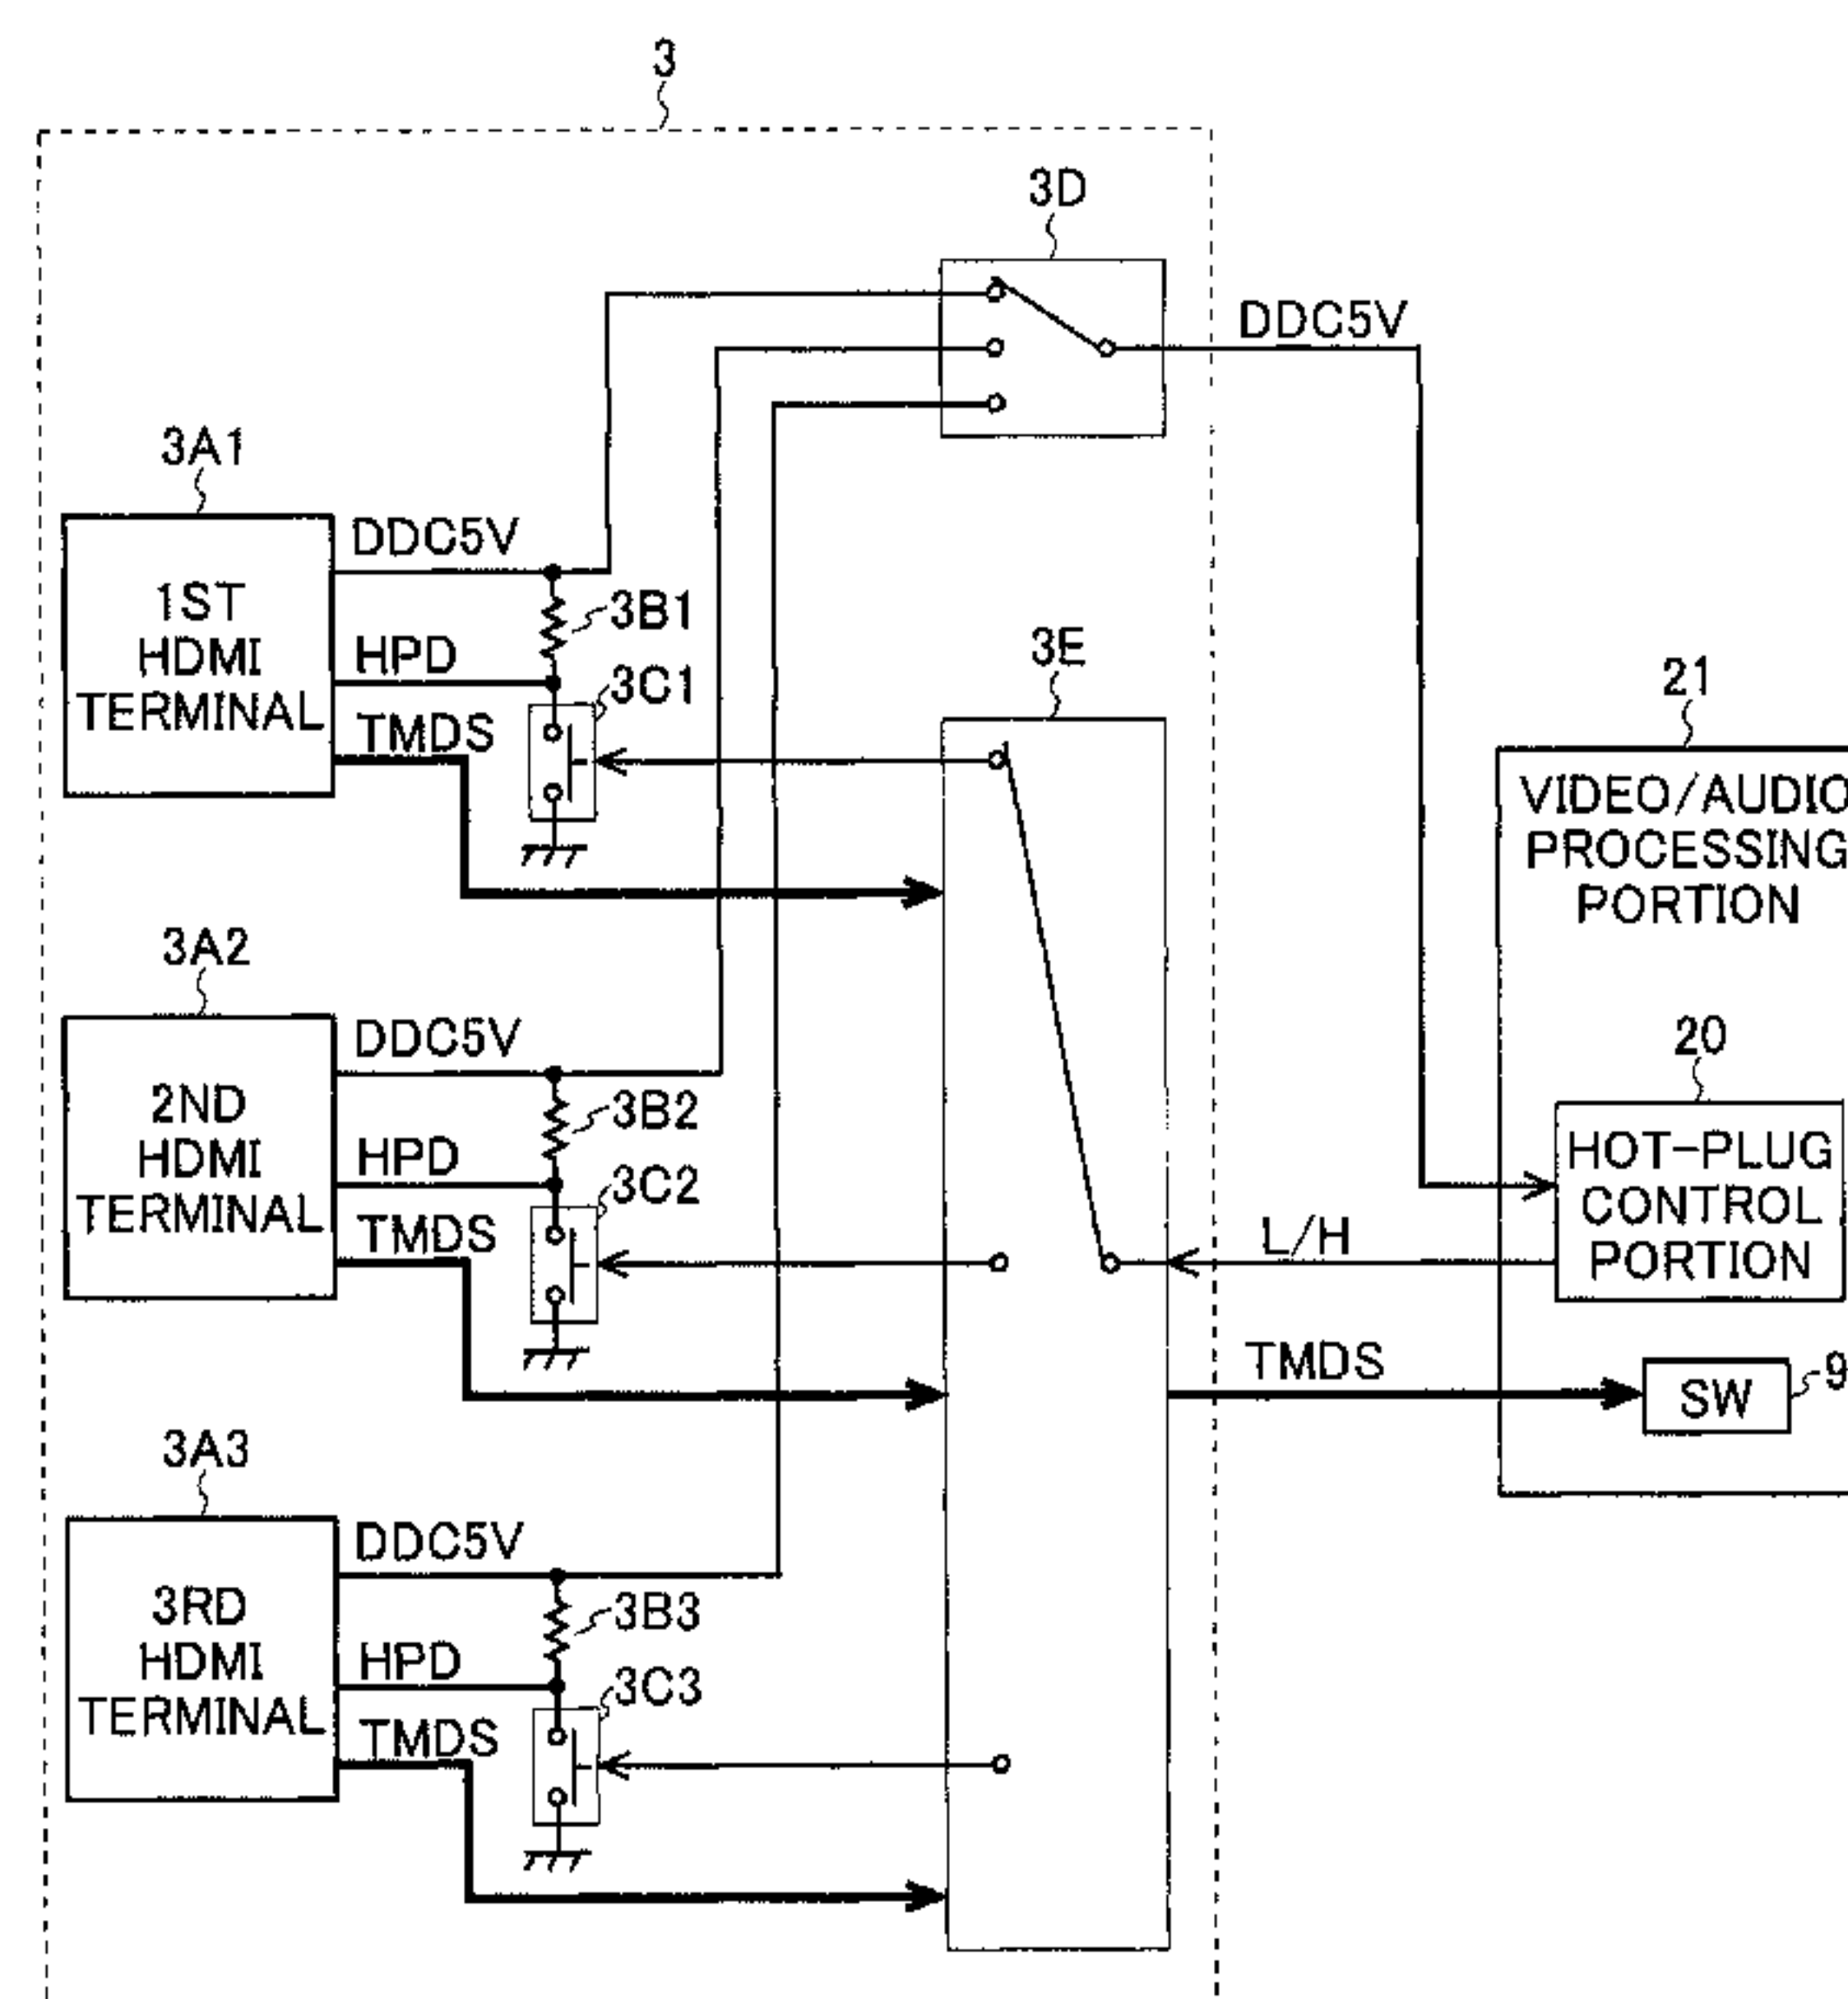 3
3D
DDC5V
3A1
DDC5V
1ST
HDMI
TERMINAL
3B1
HPD
3C1
TMDS
3E
21
VIDEO/AUDIO
PROCESSING
PORTION
3A2
DDC5V
2ND
HDMI
TERMINAL
3B2
HPD
3C2
TMDS
20
HOT-PLUG
CONTROL
PORTION
L/H
TMDS
SW
9
3A3
DDC5V
3RD
HDMI
TERMINAL
3B3
HPD
3C3
TMDS